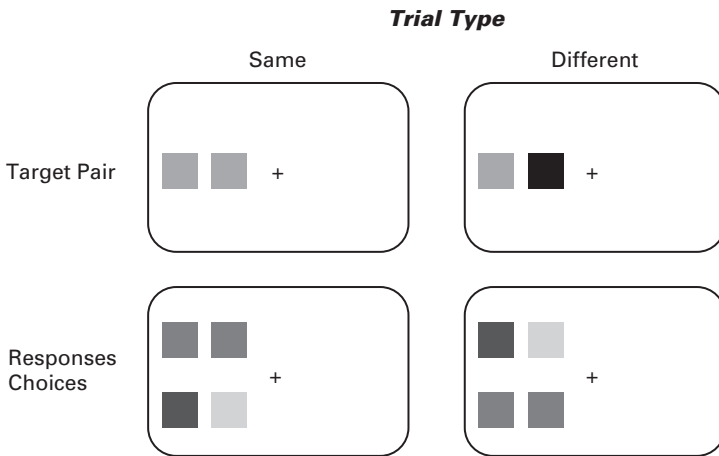 Trial Type
Same
Different
Target Pair
+
+
Responses
Choices
+
+